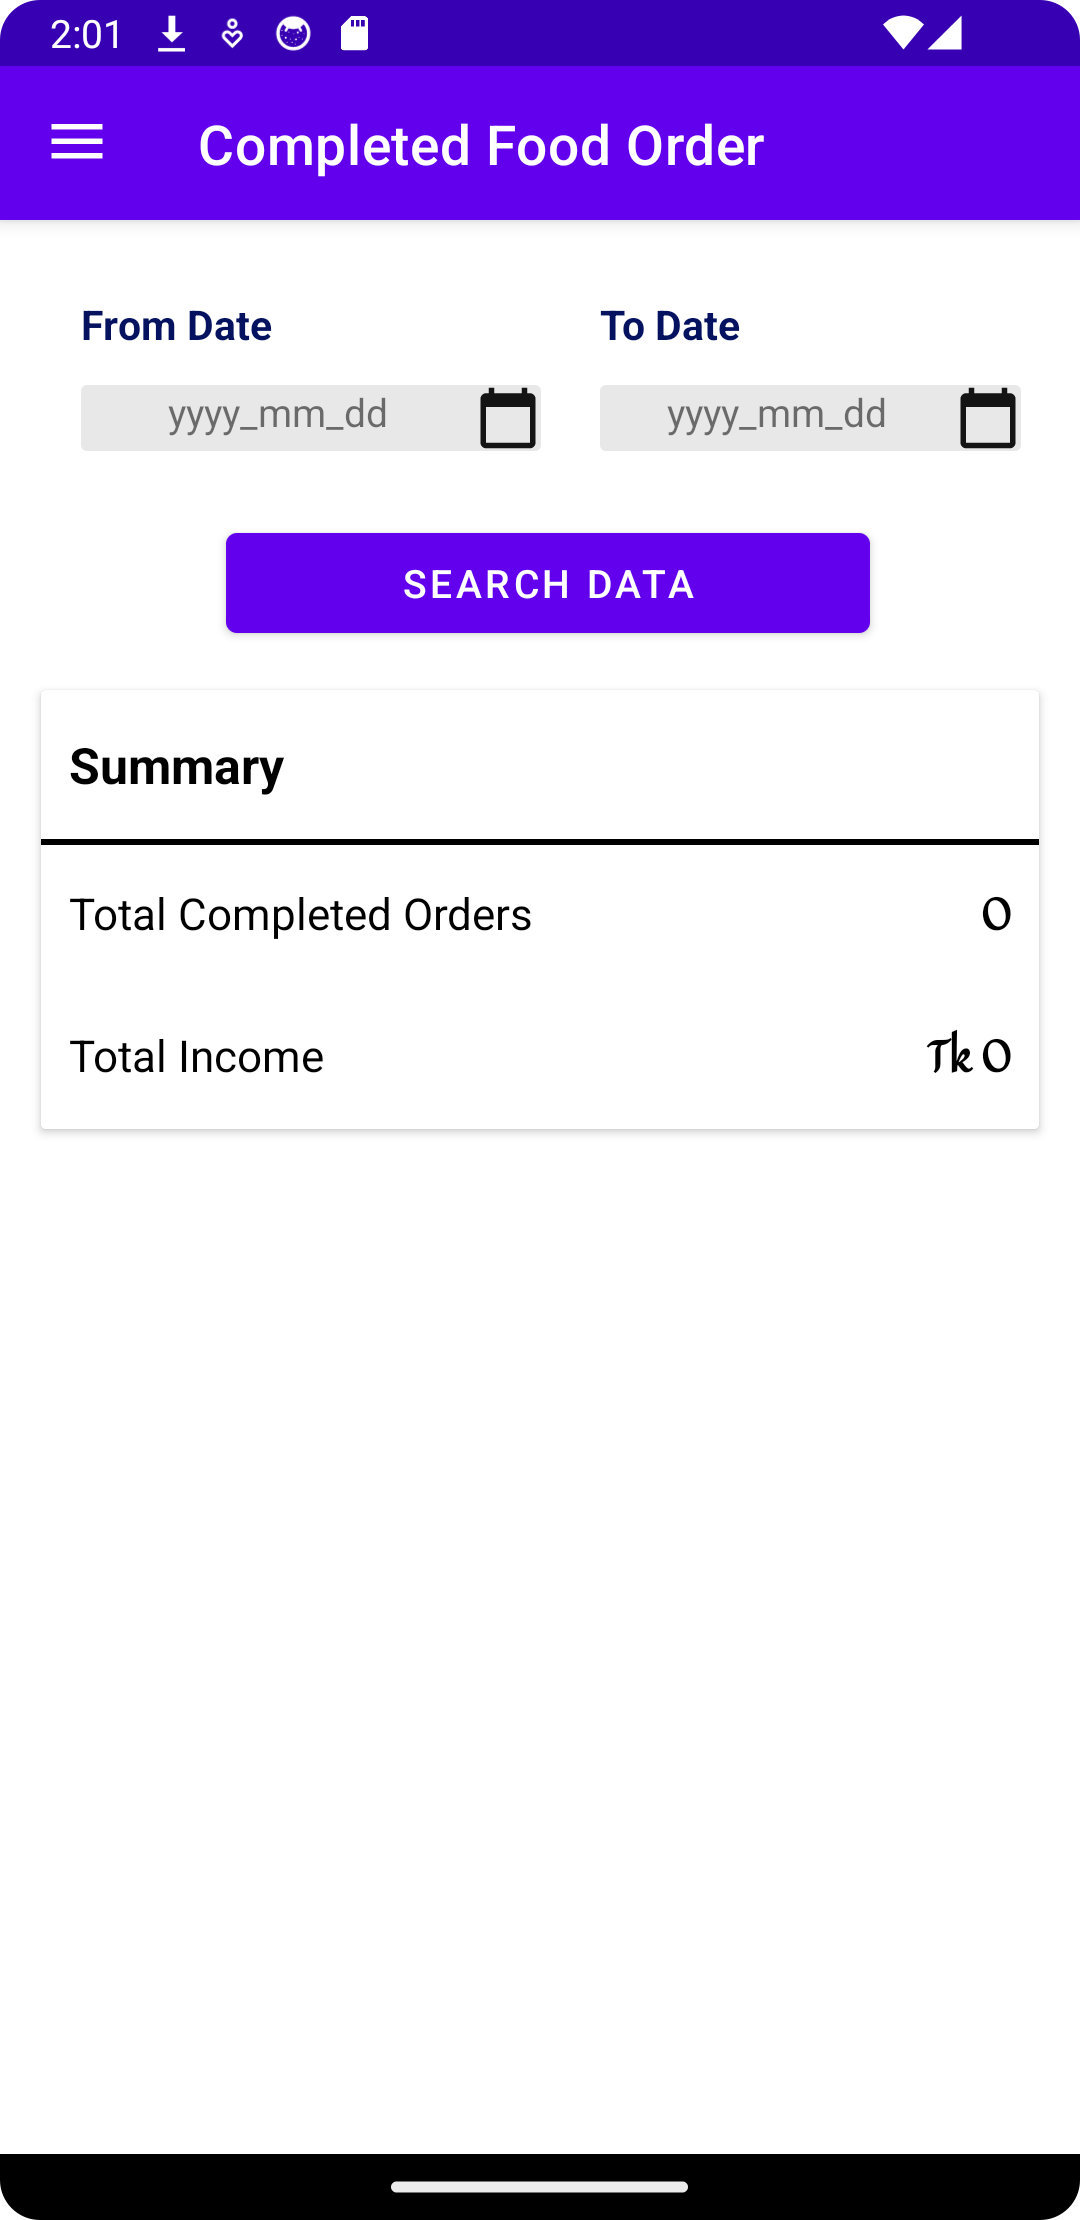 2:01
Completed Food Order
From Date To Date
yyyy_mm_dd yyyy_mm_dd
SEARCH DATA
Summary
Total Completed Orders 0
Total Income Tk 0